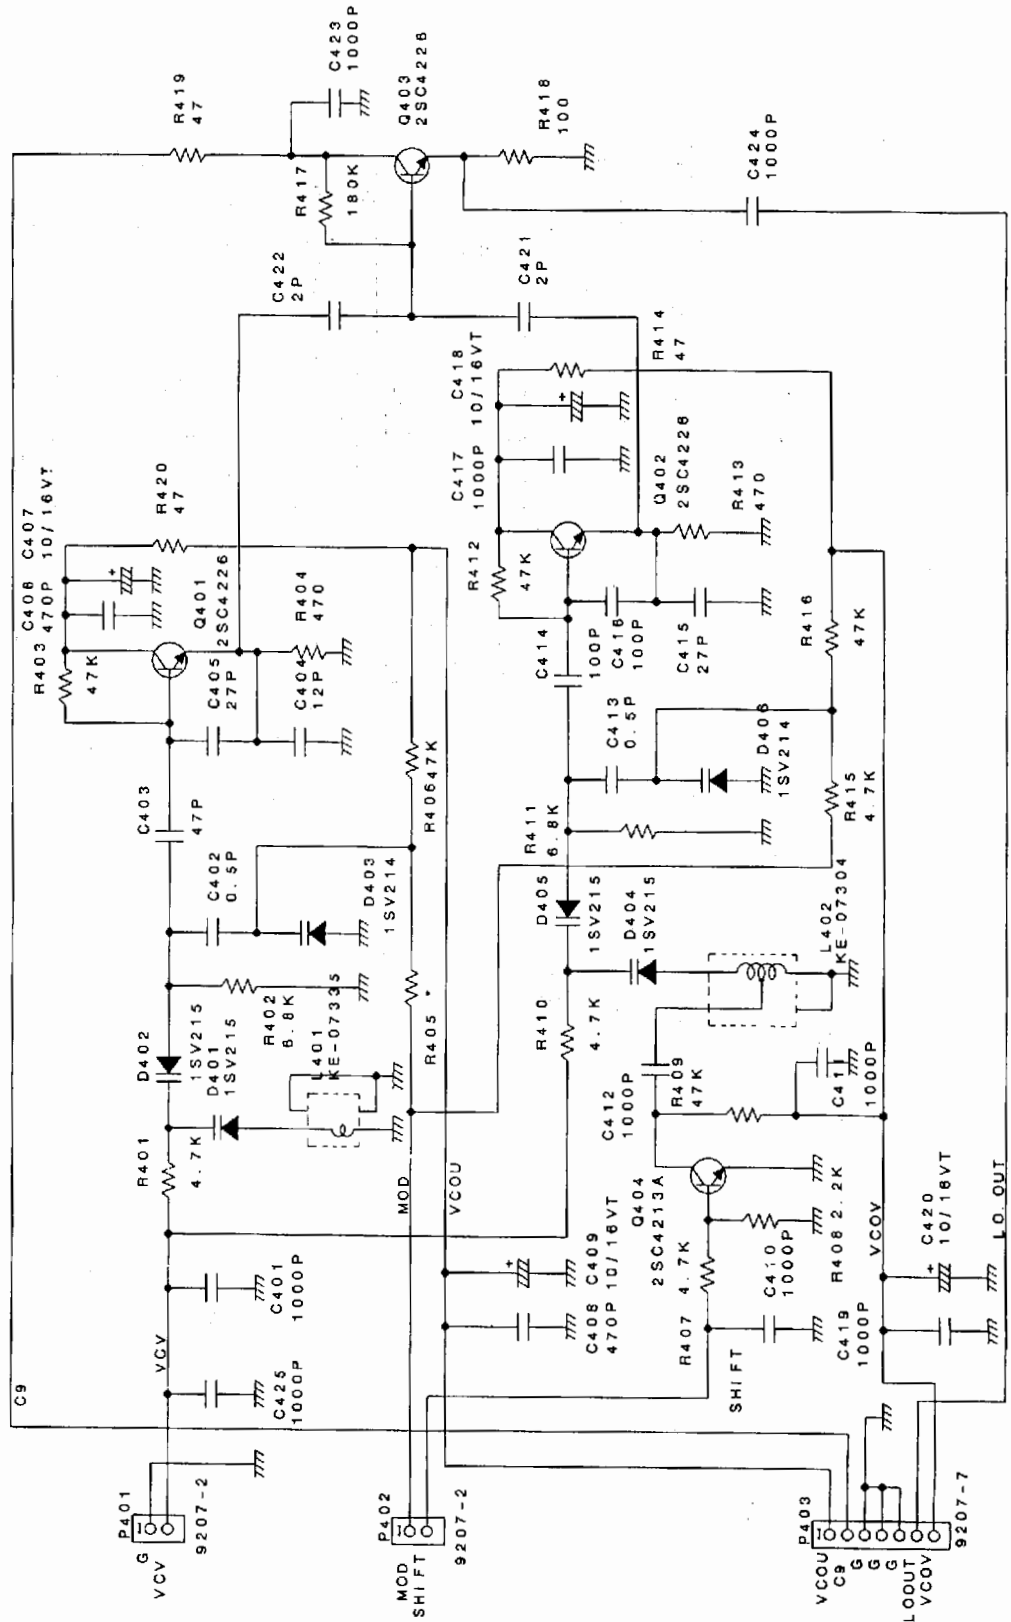 R419
47
C423
1000P
Q403
2SC4226
R418
100
C424
1000P
R417
180K
C422
2P
C421
2P
R414
47
C418
10/16VT
C417
1000P
Q402
2SC4226
R413
470
R412
47K
C407
10/16VT
470P
R420
47
Q401
2SC4226
R404
470
R403
47K
C405
27P
C404
12P
C414
100P
C416
100P
C415
27P
R416
47K
C413
0.5P
D406
1SV214
R415
4.7K
R406
47K
C403
47P
C402
0.5P
D403
1SV214
R411
6.8K
D405
1SV215
D404
1SV215
L402
KE-07304
R402
6.8K
L401
KE-07335
R405
D402
1SV215
D401
1SV215
R410
4.7K
C412
1000P
R409
47K
C411
1000P
R401
4.7K
MOD
VCOU
Q404
2SC4213A
R408
2.2K
VCOV
C420
10/16VT
LO.OUT
C401
1000P
C409
10/16VT
C408
470P
R407
4.7K
C410
1000P
C419
1000P
SHIFT
C9
VCV
C425
1000P
P401
1
G
VCV
9207-2
P402
1
MOD
SHIFT
9207-2
P403
1
VCOU
C9
G
G
G
LOOUT
VCOV
9207-7